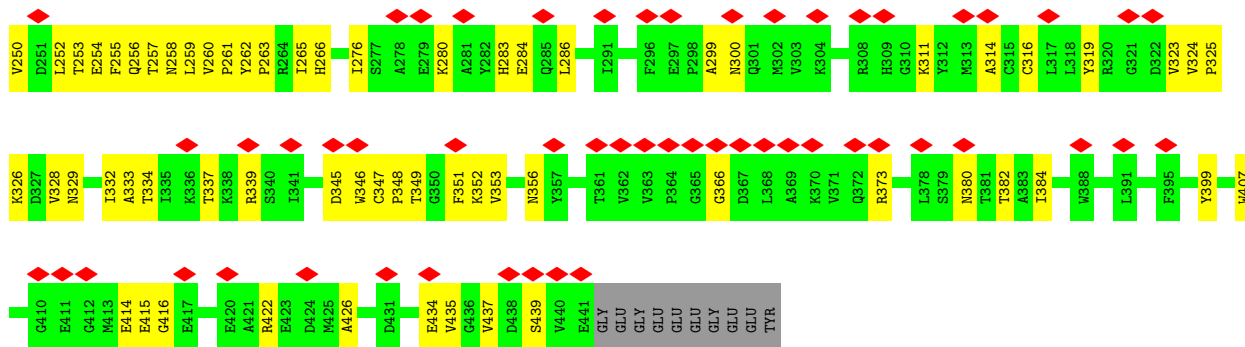 V250 D251 L252 T253 E254 F255 Q256 T257 N258 L259 V260 P261 Y262 P263 R264 I265 H266 I276 S277 A278 E279 K280 A281 Y282 H283 E284 Q285 L286 I291 F296 E297 P298 A299 N300 Q301 M302 V303 K304 R308 H309 G310 K311 Y312 M313 A314 C315 C316 L317 L318 Y319 R320 G321 D322 V323 V324 P325
K326 D327 V328 N329 I332 A333 T334 I335 K336 T337 K338 R339 S340 I341 D345 W346 C347 P348 T349 G350 F351 K352 V353 N356 Y357 T361 V362 V363 P364 G365 G366 D367 L368 A369 K370 V371 Q372 R373 L378 S379 N380 T381 T382 A383 I384 W388 L391 F395 Y399 W407
G410 E411 G412 M413 E414 E415 G416 E417 E420 A421 R422 E423 D424 M425 A426 D431 E434 V435 G436 V437 D438 S439 V440 E441 GLY GLU GLY GLU GLU GLU GLY GLU GLU TYR